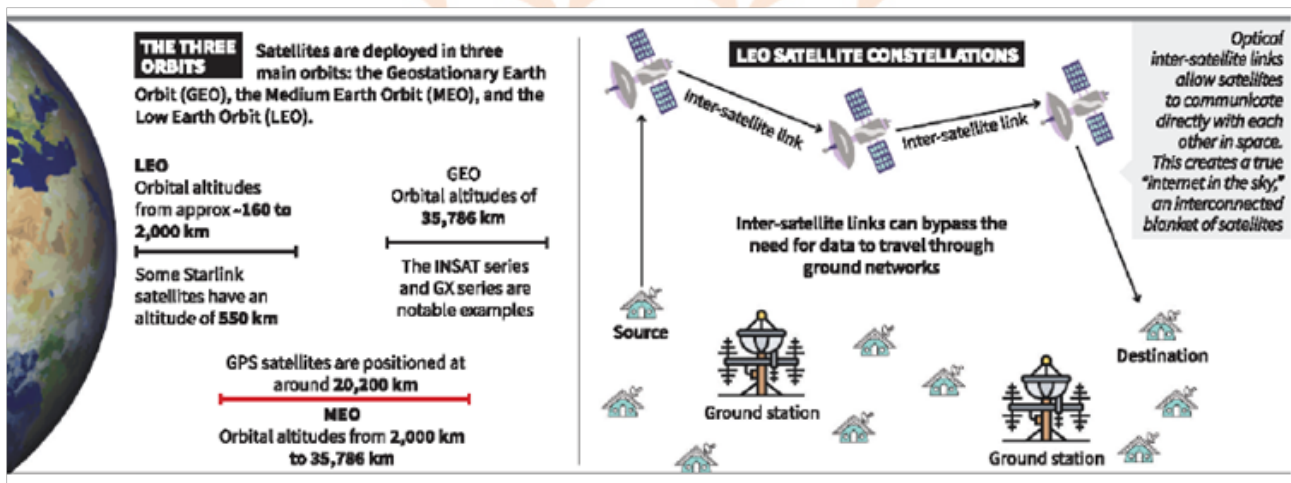 THE THREE
ORBITS
Satellites are deployed in three
main orbits: the Geostationary Earth
Orbit (GEO), the Medium Earth Orbit (MEO), and the
Low Earth Orbit (LEO).
LEO
Orbital altitudes
from approx ~160 to
2,000 km
Some Starlink
satellites have an
altitude of 550 km
GEO
Orbital altitudes of
35,786 km
The INSAT series
and GX series are
notable examples
GPS satellites are positioned at
around 20,200 km
MEO
Orbital altitudes from 2,000 km
to 35,786 km
LEO SATELLITE CONSTELLATIONS
Inter-satellite link
Inter-satellite link
Inter-satellite links can bypass the
need for data to travel through
ground networks
Source
Ground station
Ground station
Destination
Optical
inter-satellite links
allow satellites
to communicate
directly with each
other in space.
This creates a true
"internet in the sky,"
an interconnected
blanket of satellites